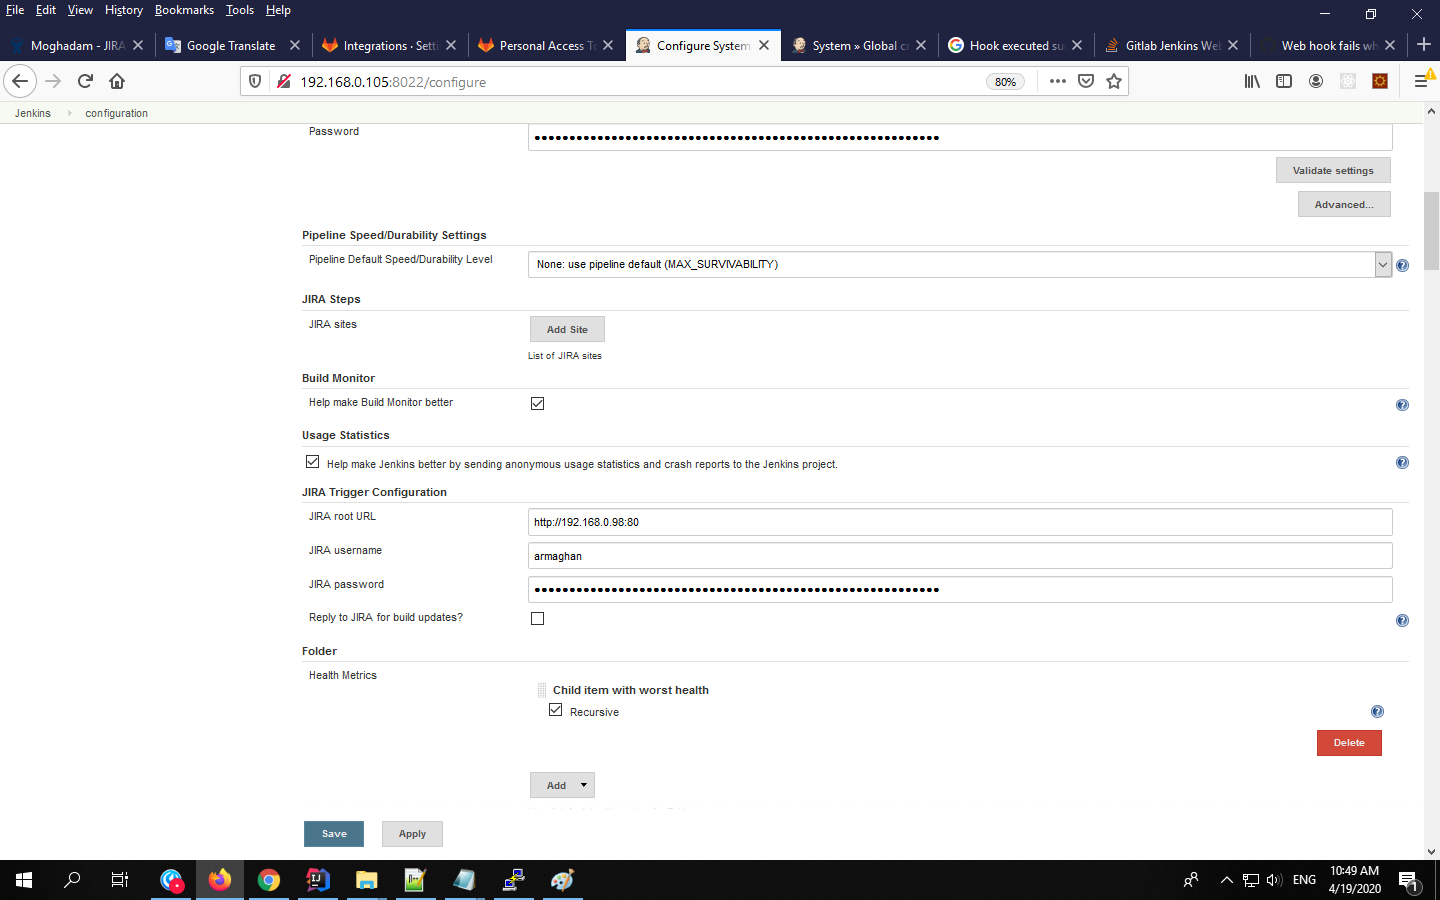 File Edit View History Bookmarks Tools Help
Moghadam - JIRA
Google Translate
Integrations · Setti
Personal Access To
Configure System
System » Global cr
Hook executed su
Gitlab Jenkins We
Web hook fails wh
192.168.0.105:8022/configure
80%
Jenkins configuration
Password
Validate settings
Advanced...
Pipeline Speed/Durability Settings
Pipeline Default Speed/Durability Level
None: use pipeline default (MAX_SURVIVABILITY)
JIRA Steps
JIRA sites
Add Site
List of JIRA sites
Build Monitor
Help make Build Monitor better
Usage Statistics
Help make Jenkins better by sending anonymous usage statistics and crash reports to the Jenkins project.
JIRA Trigger Configuration
JIRA root URL
http://192.168.0.98:80
JIRA username
armaghan
JIRA password
Reply to JIRA for build updates?
Folder
Health Metrics
Child item with worst health
Recursive
Delete
Add
Save
Apply
ENG
10:49 AM
4/19/2020
1